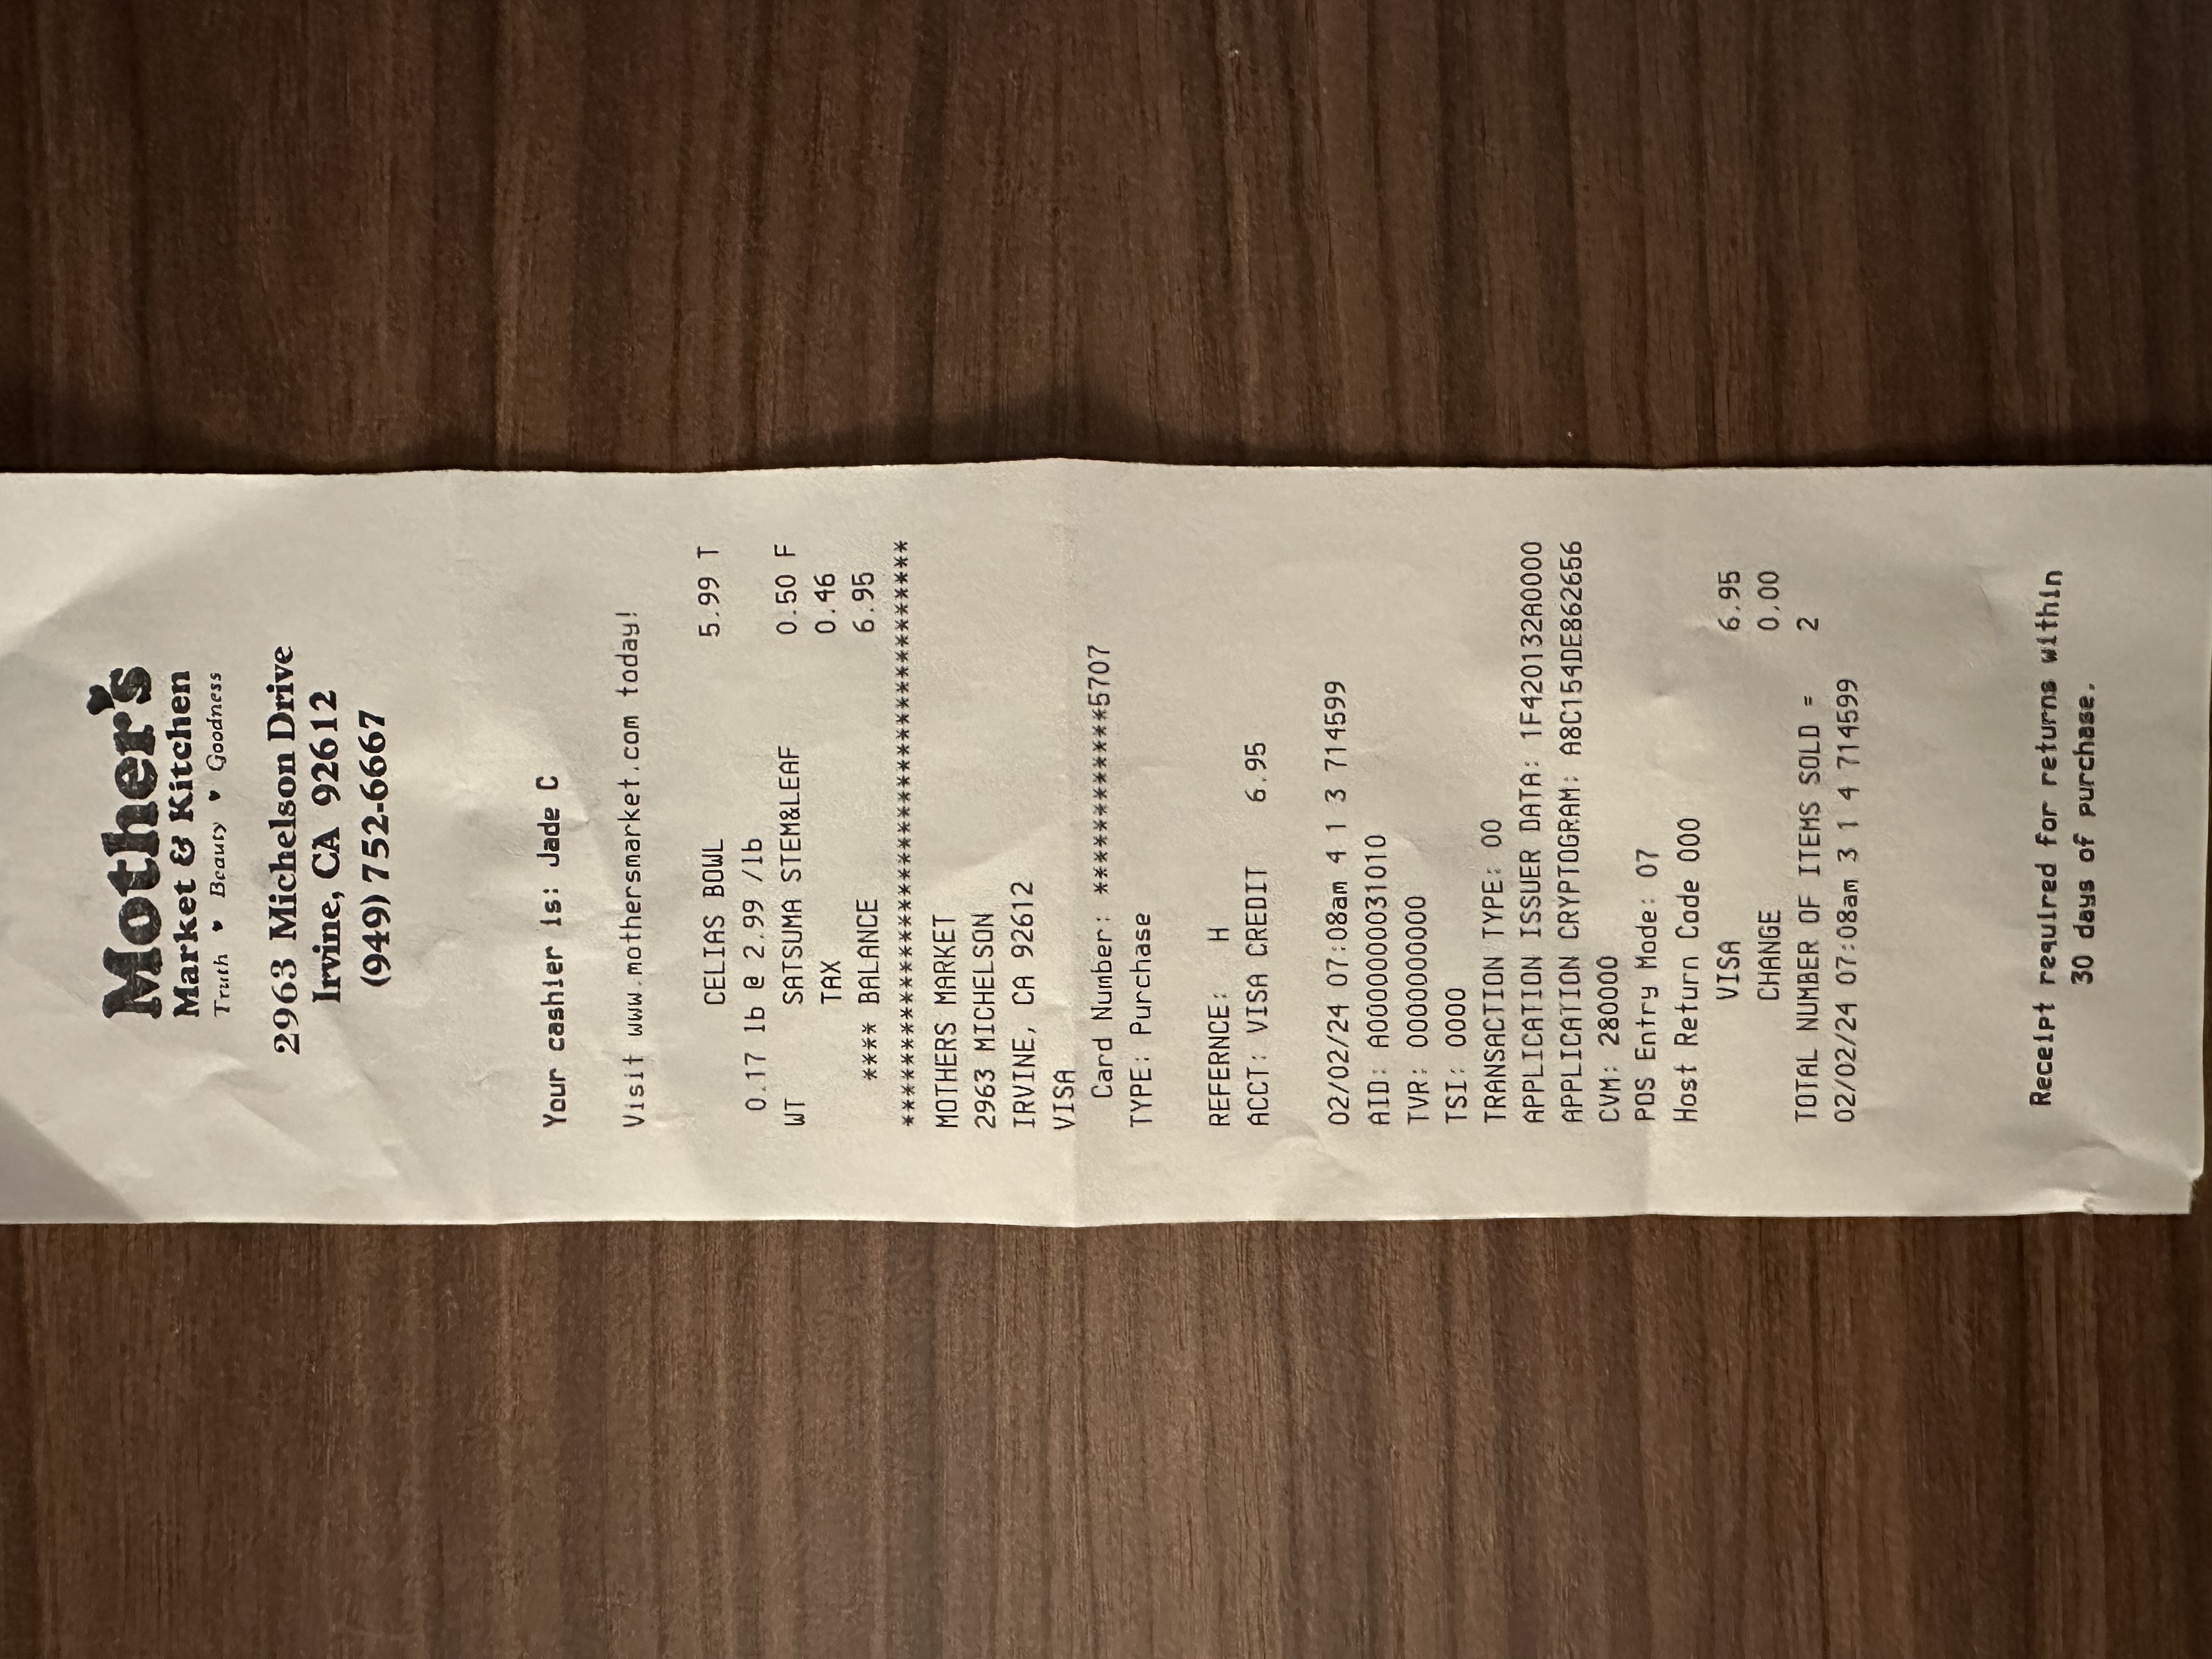 Mother's
Market & Kitchen
Truth ♥ Beauty ♥ Goodness
2963 Michelson Drive
Irvine, CA 92612
(949) 752-6667
Your cashier is: Jade C
Visit www.mothersmarket.com today!
CELIAS BOWL 5.99 T
0.17 lb @ 2.99 /lb
WT SATSUMA STEM&LEAF 0.50 F
TAX 0.46
**** BALANCE 6.95
**************************************
MOTHERS MARKET
2963 MICHELSON
IRVINE, CA 92612
VISA
Card Number: ************5707
TYPE: Purchase
REFERNCE: H
ACCT: VISA CREDIT 6.95
02/02/24 07:08am 4 1 3 714599
AID: A0000000031010
TVR: 0000000000
TSI: 0000
TRANSACTION TYPE: 00
APPLICATION ISSUER DATA: 1F420132A0000
APPLICATION CRYPTOGRAM: A8C154DE862656
CVM: 280000
POS Entry Mode: 07
Host Return Code 000
VISA 6.95
CHANGE 0.00
TOTAL NUMBER OF ITEMS SOLD = 2
02/02/24 07:08am 3 1 4 714599
Receipt required for returns within
30 days of purchase.